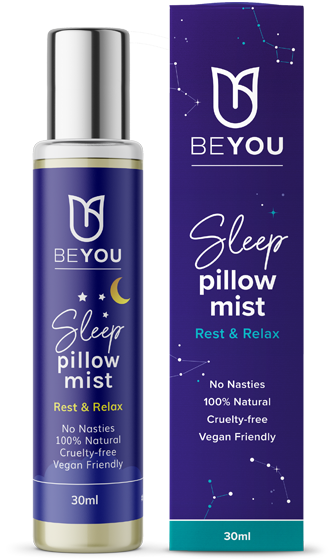 BEYOU
Sleep
pillow
mist
Rest & Relax
No Nasties
100% Natural
Cruelty-free
Vegan Friendly
30ml
BEYOU
Sleep
pillow
mist
Rest & Relax
No Nasties
100% Natural
Cruelty-free
Vegan Friendly
30ml